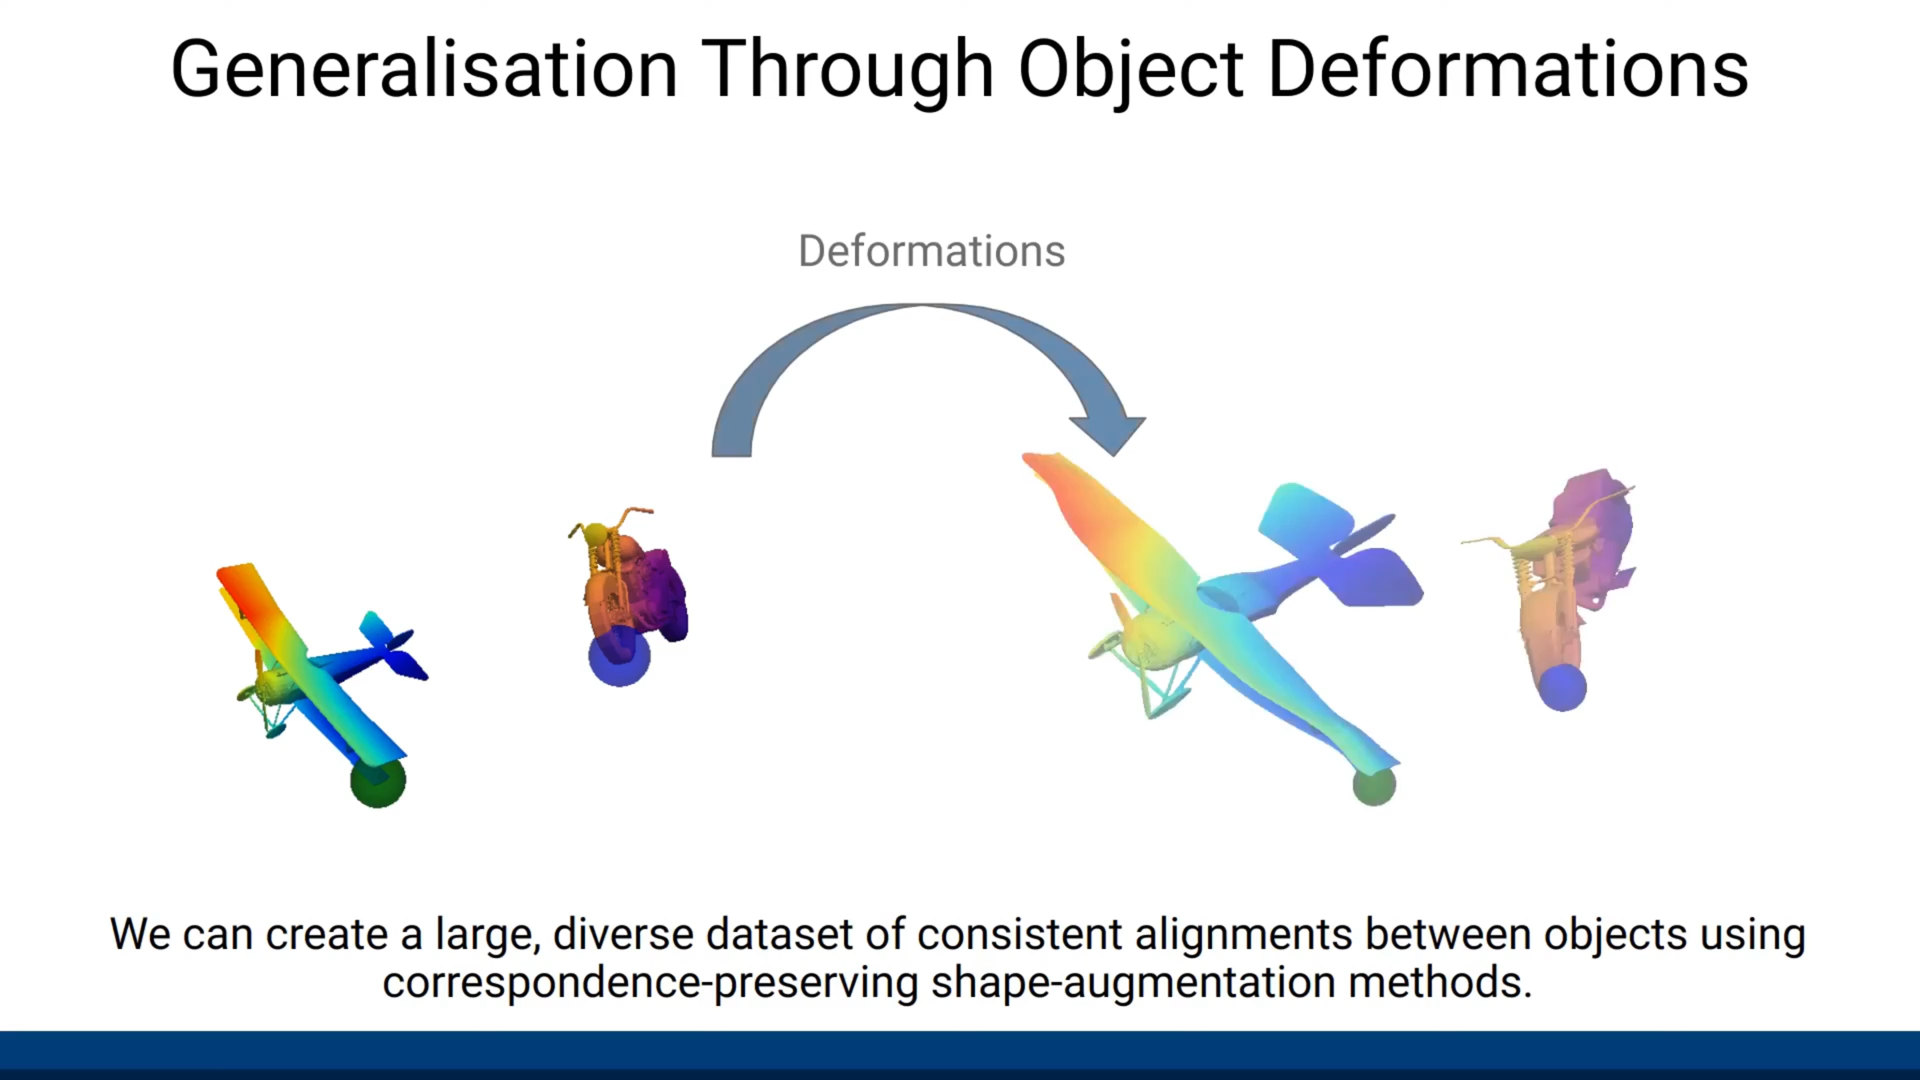 Generalisation Through Object Deformations
Deformations
We can create a large, diverse dataset of consistent alignments between objects using
correspondence-preserving shape-augmentation methods.